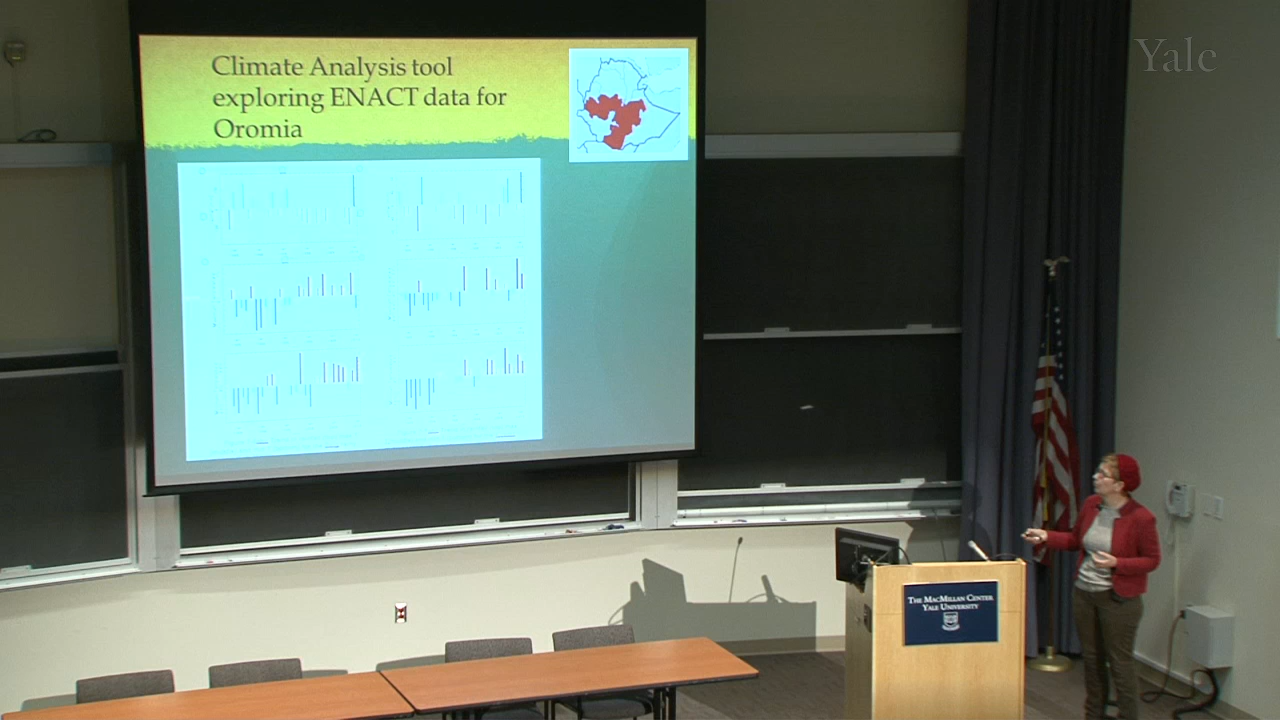 Climate Analysis tool
exploring ENACT data for
Oromia
Yale
THE MACMILLAN CENTER
YALE UNIVERSITY